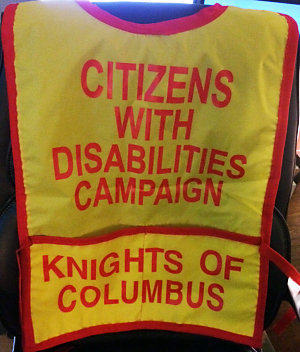 CITIZENS
WITH
DISABILITIES
CAMPAIGN
KNIGHTS OF
COLUMBUS